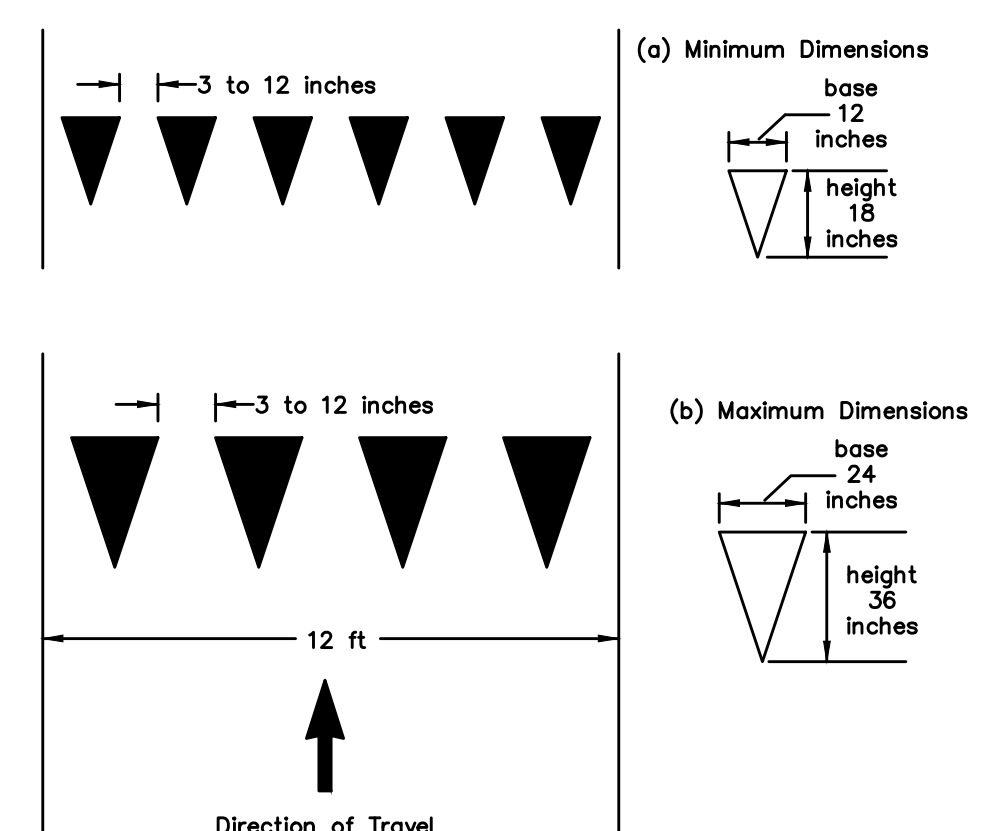 (a) Minimum Dimensions
3 to 12 inches
base
12
inches
height
18
inches
3 to 12 inches
(b) Maximum Dimensions
base
24
inches
height
36
inches
12 ft
Direction of Travel